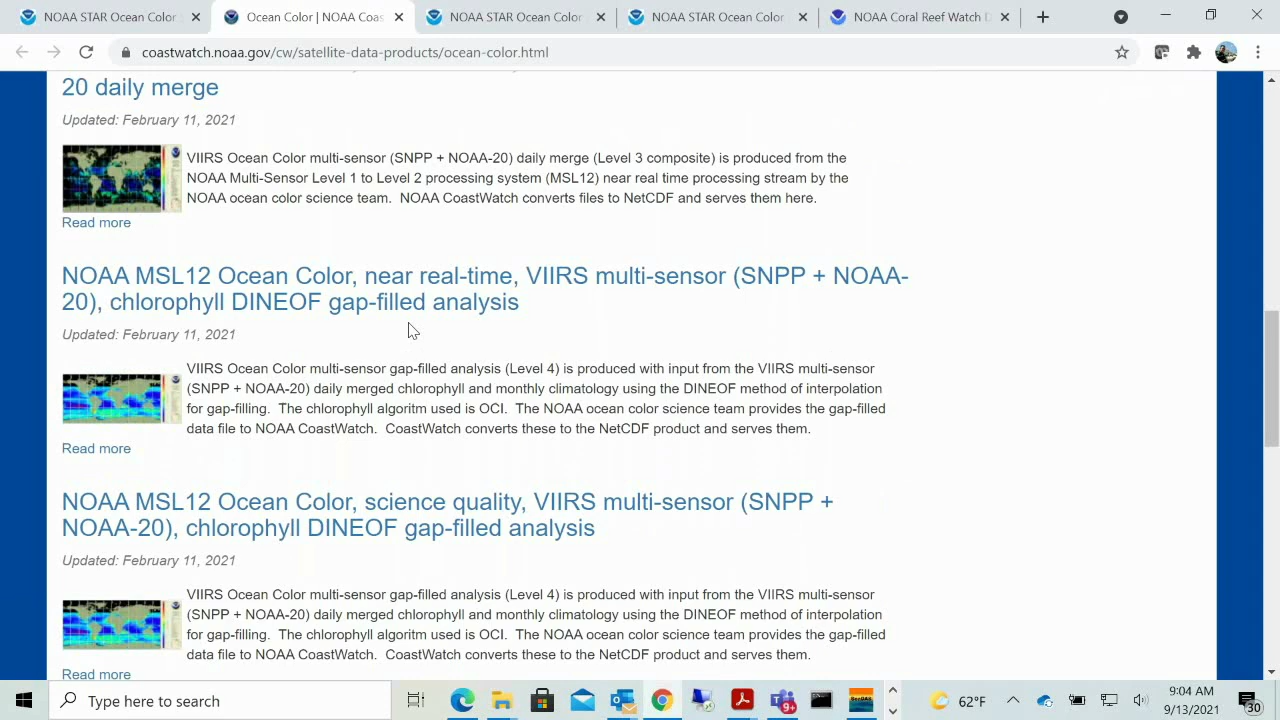 NOAA STAR Ocean Color
Ocean Color | NOAA Coas
NOAA STAR Ocean Color
NOAA STAR Ocean Color
NOAA Coral Reef Watch D
coastwatch.noaa.gov/cw/satellite-data-products/ocean-color.html
20 daily merge
Updated: February 11, 2021
VIIRS Ocean Color multi-sensor (SNPP + NOAA-20) daily merge (Level 3 composite) is produced from the
NOAA Multi-Sensor Level 1 to Level 2 processing system (MSL12) near real time processing stream by the
NOAA ocean color science team. NOAA CoastWatch converts files to NetCDF and serves them here.
Read more
NOAA MSL12 Ocean Color, near real-time, VIIRS multi-sensor (SNPP + NOAA-
20), chlorophyll DINEOF gap-filled analysis
Updated: February 11, 2021
VIIRS Ocean Color multi-sensor gap-filled analysis (Level 4) is produced with input from the VIIRS multi-sensor
(SNPP + NOAA-20) daily merged chlorophyll and monthly climatology using the DINEOF method of interpolation
for gap-filling. The chlorophyll algoritm used is OCI. The NOAA ocean color science team provides the gap-filled
data file to NOAA CoastWatch. CoastWatch converts these to the NetCDF product and serves them.
Read more
NOAA MSL12 Ocean Color, science quality, VIIRS multi-sensor (SNPP +
NOAA-20), chlorophyll DINEOF gap-filled analysis
Updated: February 11, 2021
VIIRS Ocean Color multi-sensor gap-filled analysis (Level 4) is produced with input from the VIIRS multi-sensor
(SNPP + NOAA-20) daily merged chlorophyll and monthly climatology using the DINEOF method of interpolation
for gap-filling. The chlorophyll algoritm used is OCI. The NOAA ocean color science team provides the gap-filled
data file to NOAA CoastWatch. CoastWatch converts these to the NetCDF product and serves them.
Read more
Type here to search
9+
SeaDAS
62°F
9:04 AM
9/13/2021
30